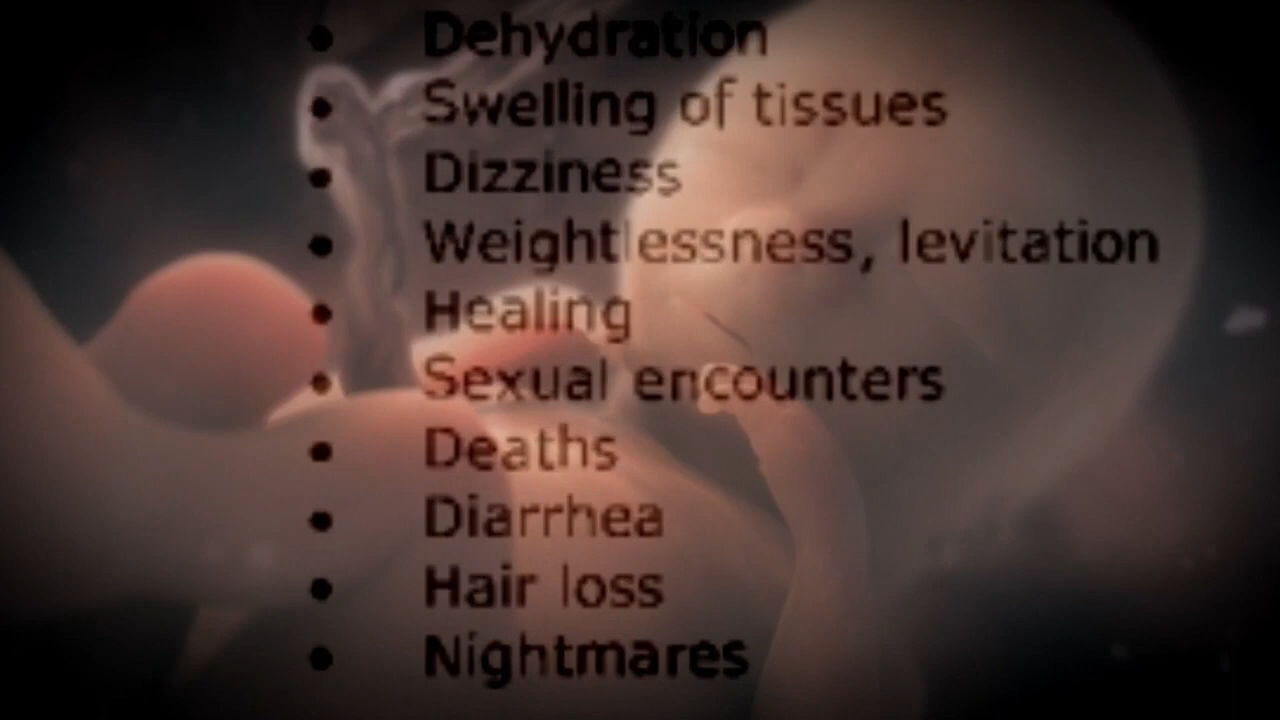 • Dehydration
• Swelling of tissues
• Dizziness
• Weightlessness, levitation
• Healing
• Sexual encounters
• Deaths
• Diarrhea
• Hair loss
• Nightmares